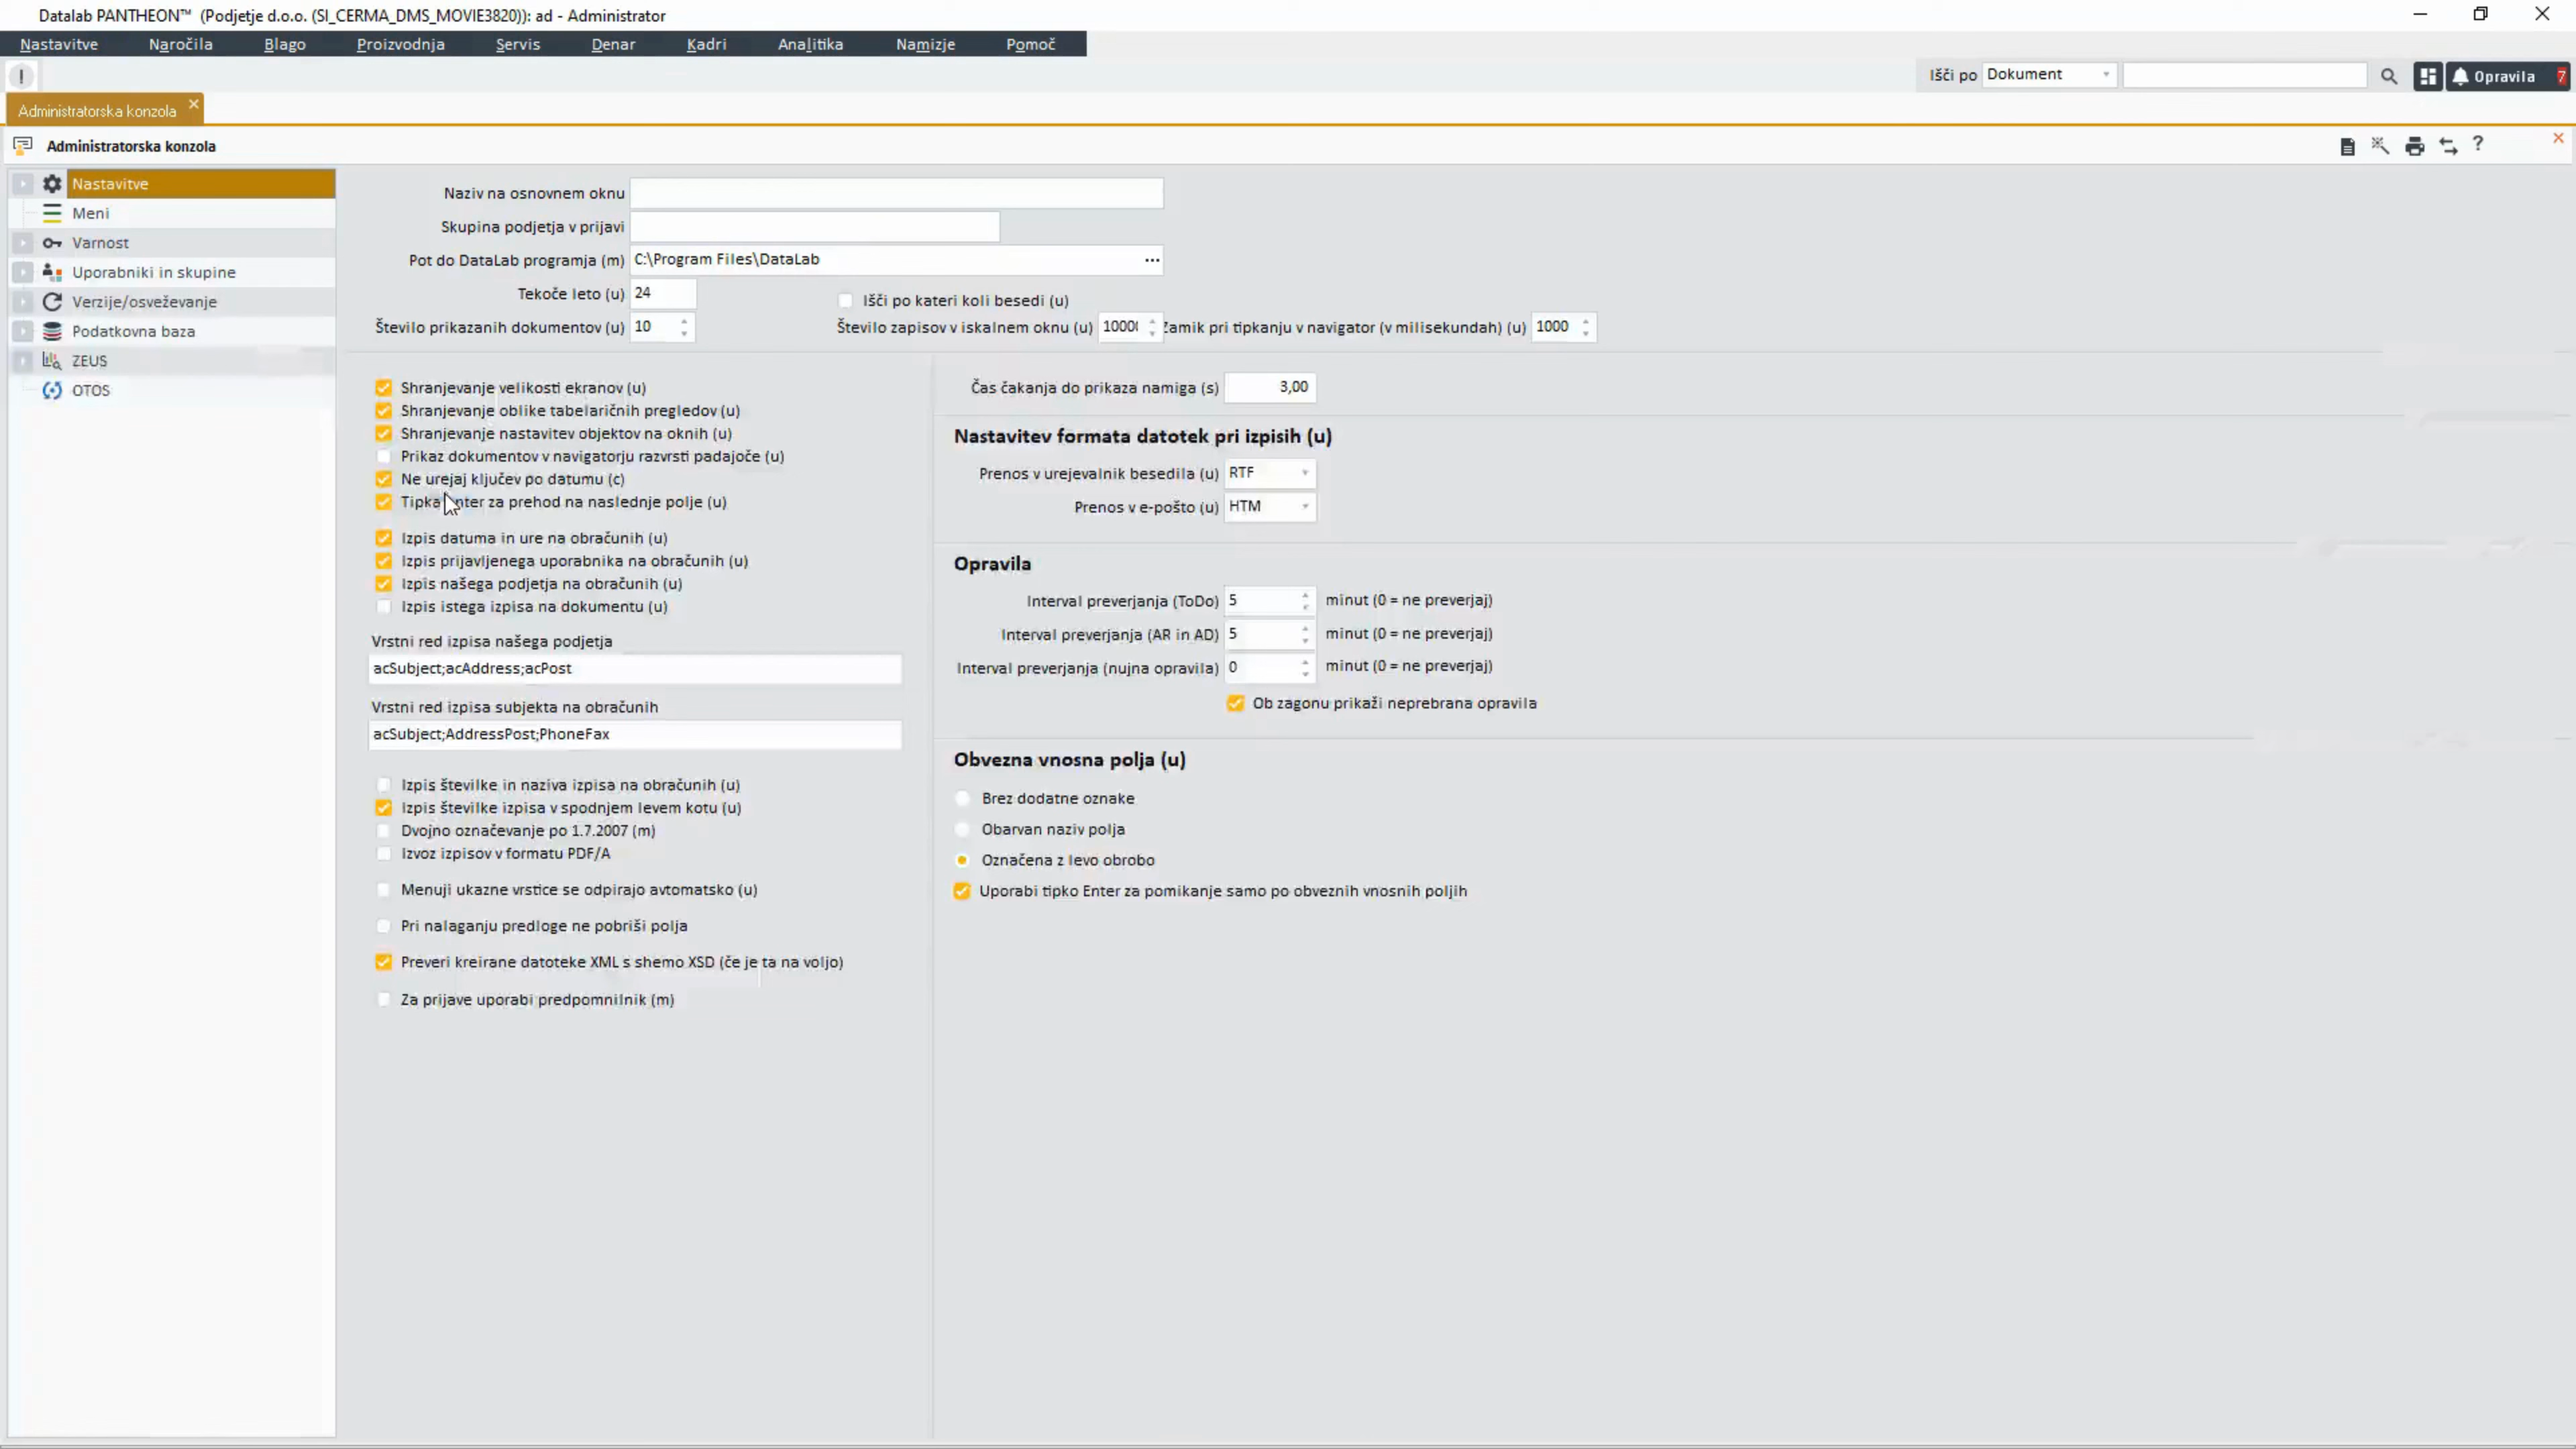 Datalab PANTHEON™ (Podjetje d.o.o. (SI_CERMA_DMS_MOVIE3820)): ad - Administrator
Nastavitve Naročila Blago Proizvodnja Servis Denar Kadri Analitika Namizje Pomoč
Išči po Dokument Opravila 7
Administratorska konzola
Administratorska konzola
Nastavitve
Meni
Varnost
Uporabniki in skupine
Verzije/osveževanje
Podatkovna baza
ZEUS
OTOS
Naziv na osnovnem oknu
Skupina podjetja v prijavi
Pot do DataLab programja (m) C:\Program Files\DataLab ...
Tekoče leto (u) 24 Išči po kateri koli besedi (u)
Število prikazanih dokumentov (u) 10 Število zapisov v iskalnem oknu (u) pri tipkanju v navigator (v milisekundah) (u) 1000
Shranjevanje velikosti ekranov (u)
Shranjevanje oblike tabelaričnih pregledov (u)
Shranjevanje nastavitev objektov na oknih (u)
Prikaz dokumentov v navigatorju razvrsti padajoče (u)
Ne urejaj ključev po datumu (c)
Tipka za prehod na naslednje polje (u)
Izpis datuma in ure na obračunih (u)
Izpis prijavljenega uporabnika na obračunih (u)
Izpis našega podjetja na obračunih (u)
Izpis istega izpisa na dokumentu (u)
Vrstni red izpisa našega podjetja
acSubject;acAddress;acPost
Vrstni red izpisa subjekta na obračunih
acSubject;AddressPost;PhoneFax
Izpis številke in naziva izpisa na obračunih (u)
Izpis številke izpisa v spodnjem levem kotu (u)
Dvojno označevanje po 1.7.2007 (m)
Izvoz izpisov v formatu PDF/A
Menuji ukazne vrstice se odpirajo avtomatsko (u)
Pri nalaganju predloge ne pobriši polja
Preveri kreirane datoteke XML s shemo XSD (če je ta na voljo)
Za prijave uporabi predpomnilnik (m)
Čas čakanja do prikaza namiga (s) 3,00
Nastavitev formata datotek pri izpisih (u)
Prenos v urejevalnik besedila (u) RTF
Prenos v e-pošto (u) HTM
Opravila
Interval preverjanja (ToDo) 5 minut (0 = ne preverjaj)
Interval preverjanja (AR in AD) 5 minut (0 = ne preverjaj)
Interval preverjanja (nujna opravila) 0 minut (0 = ne preverjaj)
Ob zagonu prikaži neprebrana opravila
Obvezna vnosna polja (u)
Brez dodatne oznake
Obarvan naziv polja
Označena z levo obrobo
Uporabi tipko Enter za pomikanje samo po obveznih vnosnih poljih